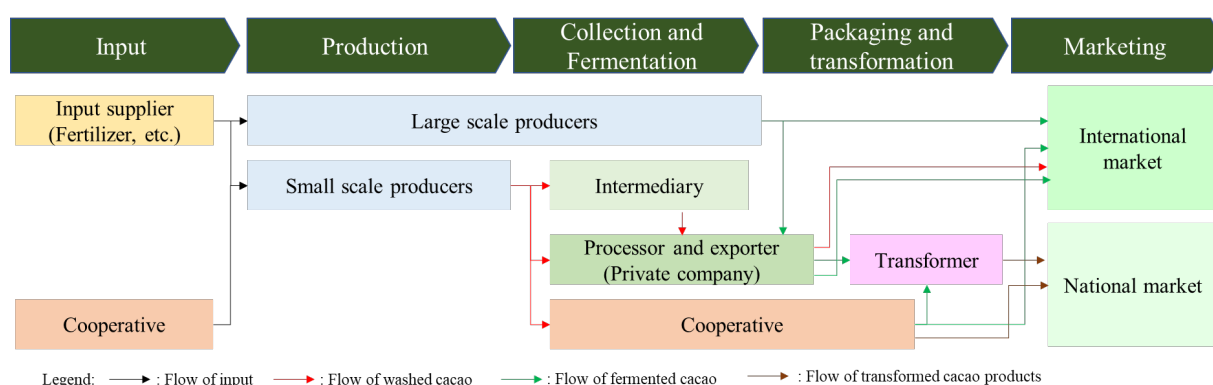 Input
Production
Collection and
Fermentation
Packaging and
transformation
Marketing
Input supplier
(Fertilizer, etc.)
Large scale producers
International
market
Small scale producers
Intermediary
Processor and exporter
(Private company)
Transformer
National market
Cooperative
Cooperative
Legend: : Flow of input : Flow of washed cacao : Flow of fermented cacao : Flow of transformed cacao products